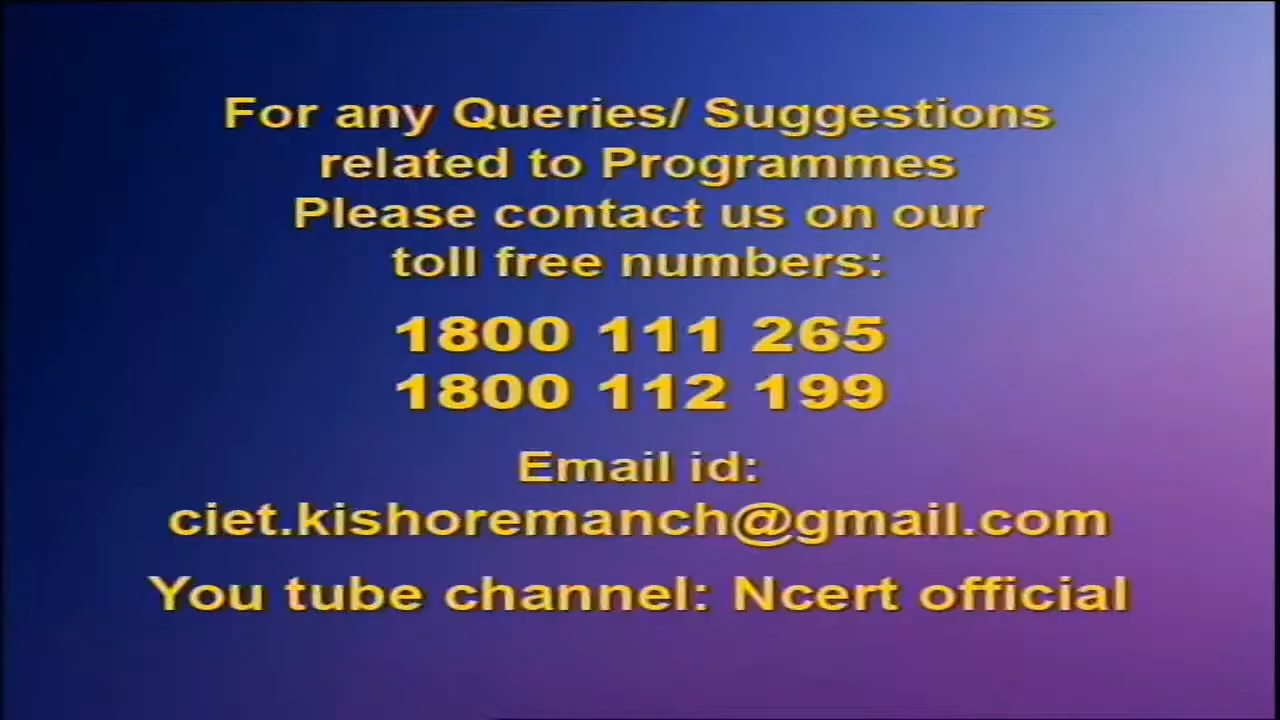 For any Queries/ Suggestions
related to Programmes
Please contact us on our
toll free numbers:
1800 111 265
1800 112 199
Email id:
ciet.kishoremanch@gmail.com
You tube channel: Ncert official